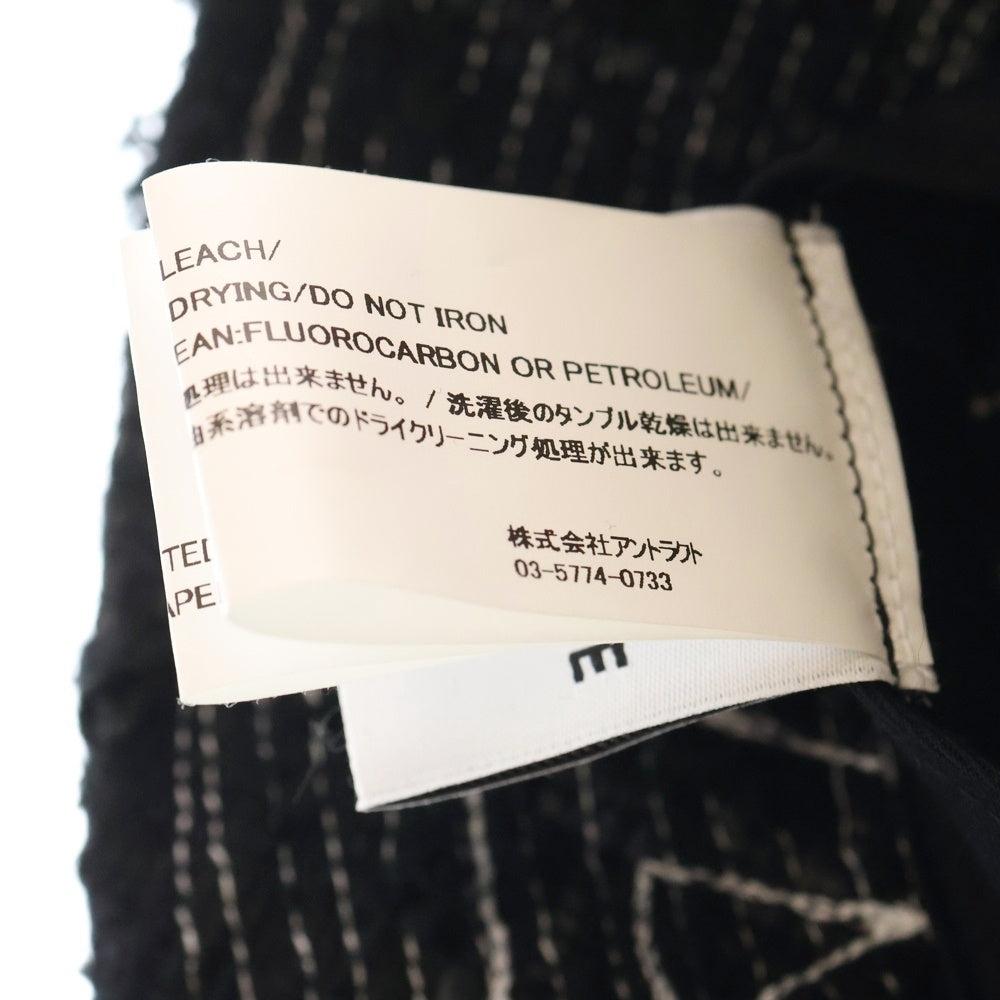 LEACH/
DRYING/DO NOT IRON
EAN:FLUOROCARBON OR PETROLEUM/
処理は出来ません。/ 洗濯後のタンブル乾燥は出来ません。
由系溶剤でのドライクリーニング処理が出来ます。
株式会社アントラクト
03-5774-0733
TED
APE
E